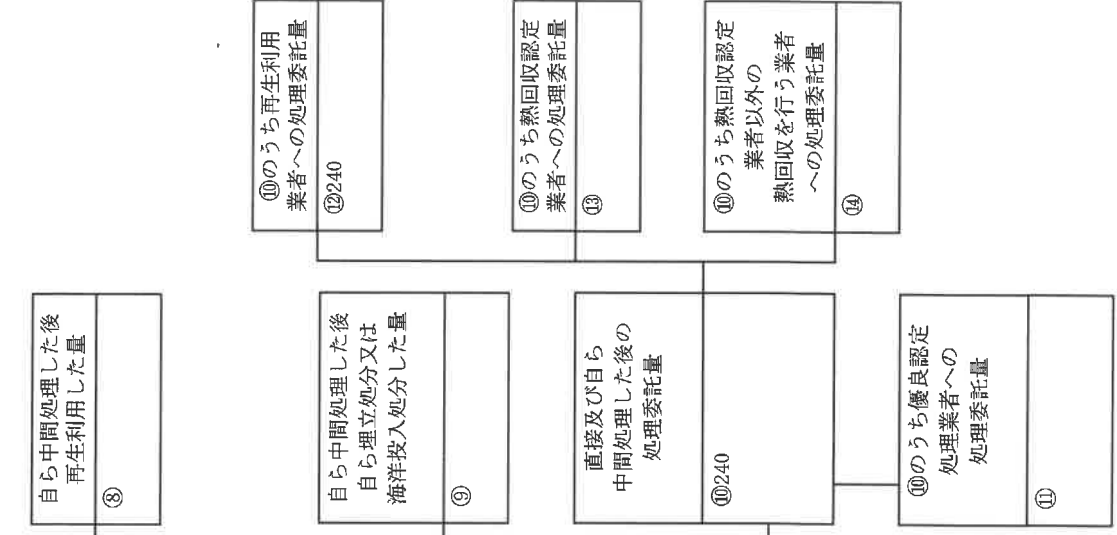 自ら中間処理した後
再生利用した量
⑧
自ら中間処理した後
自ら埋立処分又は
海洋投入処分した量
⑨
直接及び自ら
中間処理した後の
処理委託量
⑩240
⑩のうち優良認定
処理業者への
処理委託量
⑪
⑩のうち再生利用
業者への処理委託量
⑫240
⑩のうち熱回収認定
業者への処理委託量
⑬
⑩のうち熱回収認定
業者以外の
熱回収を行う業者
への処理委託量
⑭